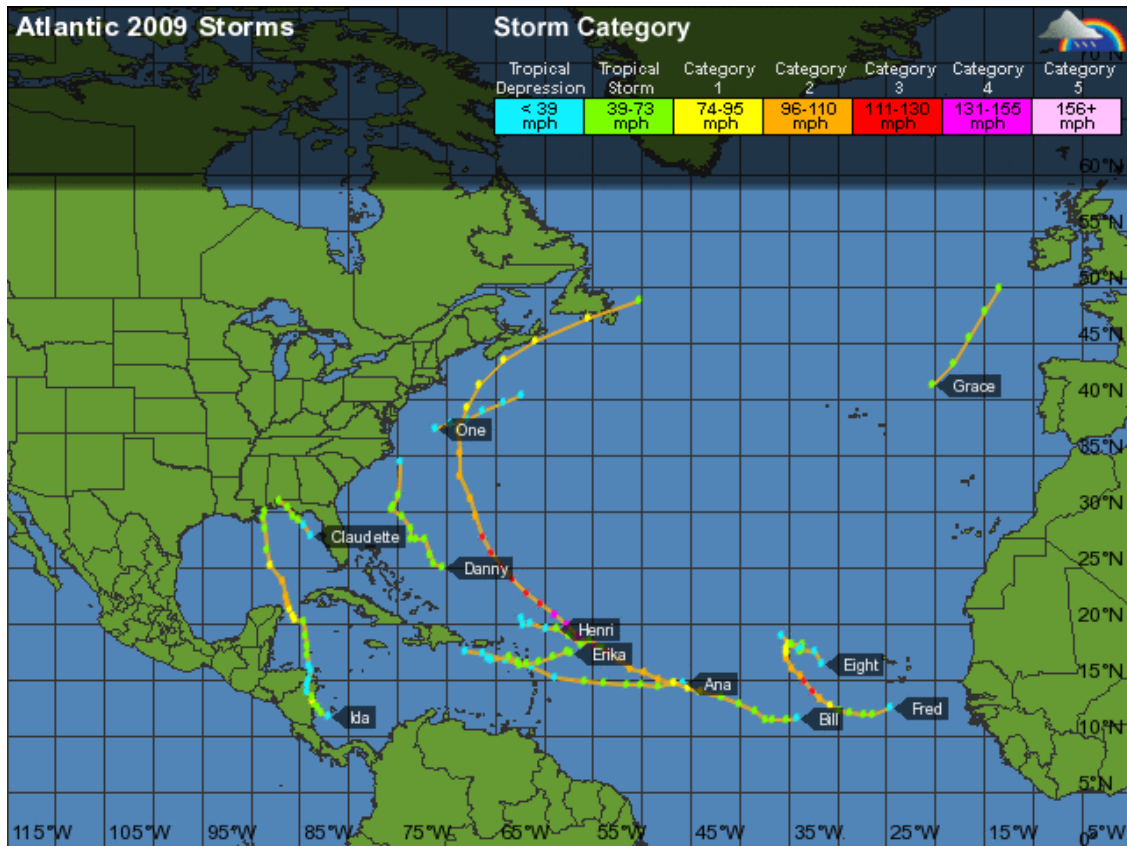 Atlantic 2009 Storms
Storm Category
Tropical Depression
Tropical Storm
Category 1
Category 2
Category 3
Category 4
Category 5
< 39 mph
39-73 mph
74-95 mph
96-110 mph
111-130 mph
131-155 mph
156+ mph
60°N
55°N
50°N
45°N
Grace
40°N
One
35°N
30°N
Claudette
Danny
25°N
20°N
Henri
Erika
Eight
15°N
Ana
Ida
Bill
Fred
10°N
5°N
115°W
105°W
95°W
85°W
75°W
65°W
55°W
45°W
35°W
25°W
15°W
5°W
0°